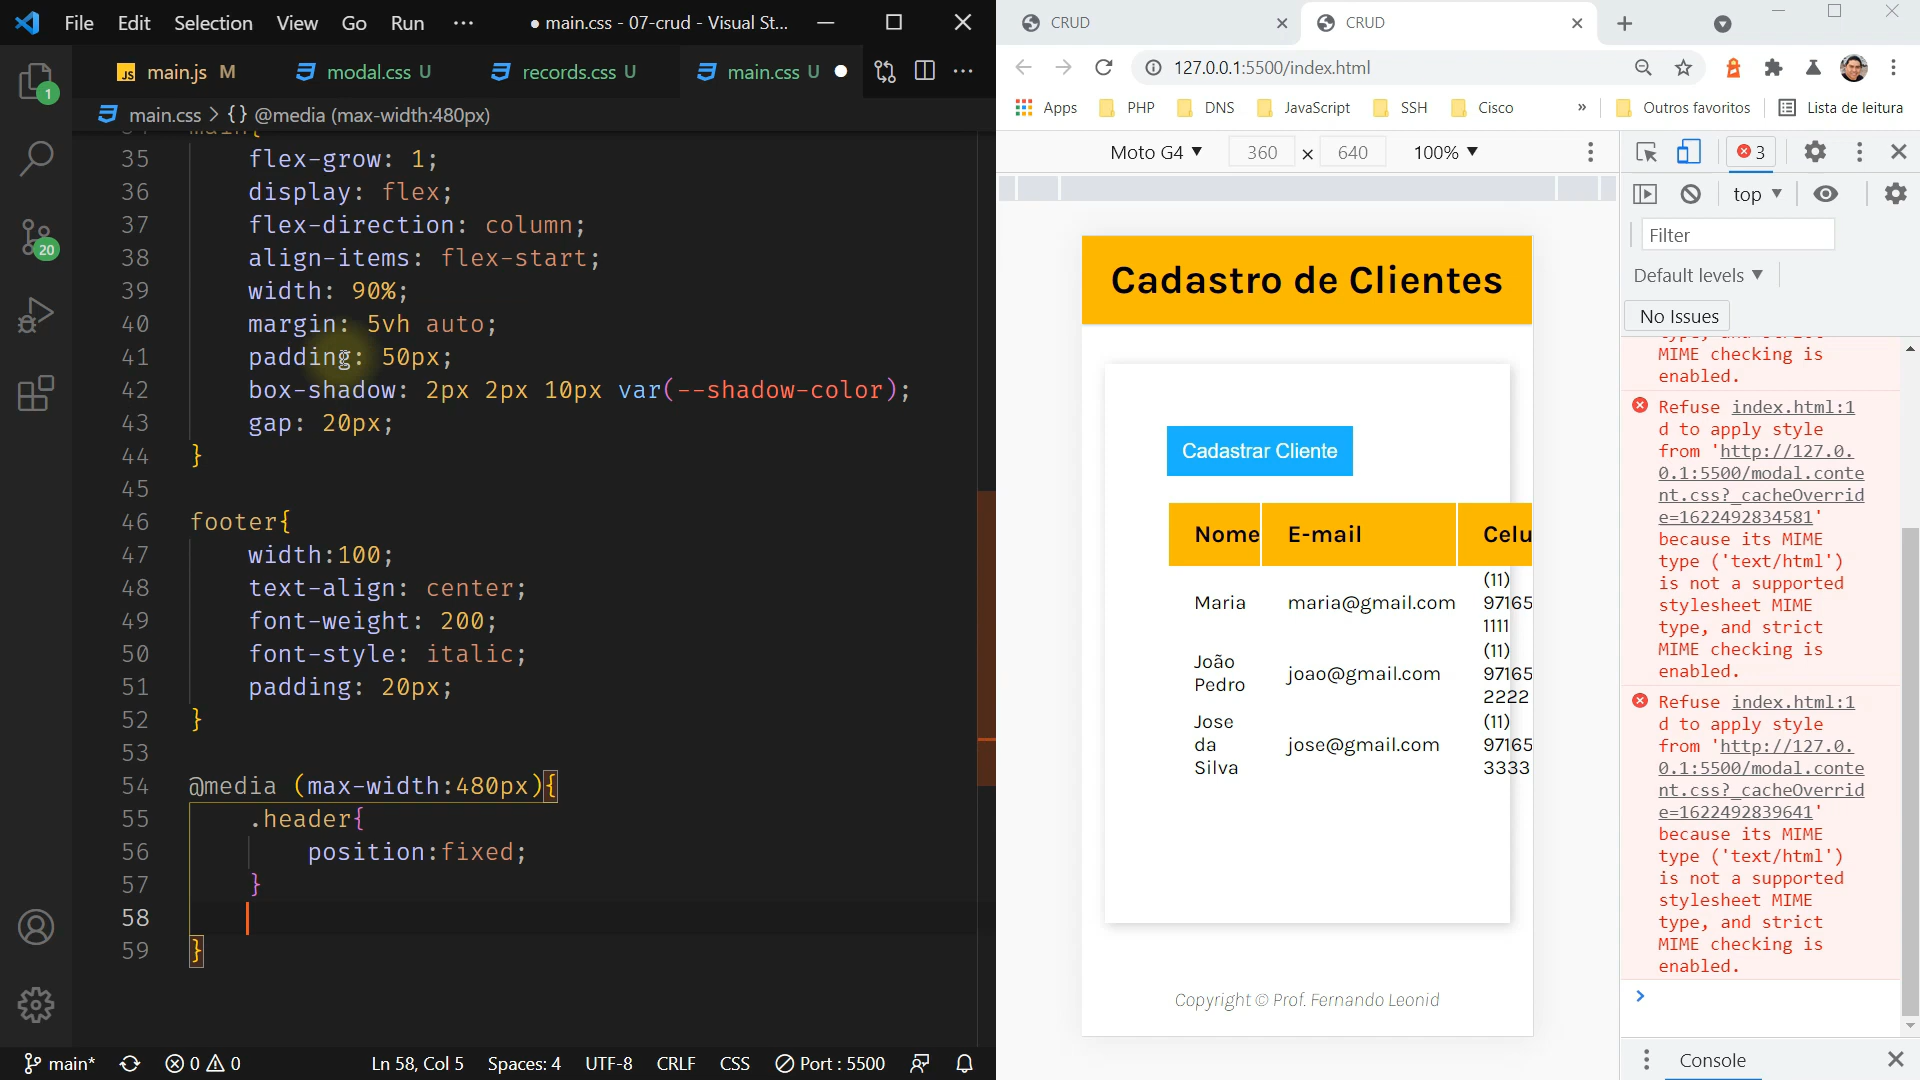 File Edit Selection View Go Run ··· ● main.css - 07-crud - Visual St...
JS main.js M modal.css U records.css U main.css U ●
main.css > {} @media (max-width:480px)
35 flex-grow: 1;
36 display: flex;
37 flex-direction: column;
38 align-items: flex-start;
39 width: 90%;
40 margin: 5vh auto;
41 padding: 50px;
42 box-shadow: 2px 2px 10px var(--shadow-color);
43 gap: 20px;
44 }
45
46 footer{
47 width:100;
48 text-align: center;
49 font-weight: 200;
50 font-style: italic;
51 padding: 20px;
52 }
53
54 @media (max-width:480px){
55 .header{
56 position:fixed;
57 }
58
59 }
1
20
main* 0 0 Ln 58, Col 5 Spaces: 4 UTF-8 CRLF CSS Port : 5500
CRUD CRUD
127.0.0.1:5500/index.html
Apps PHP DNS JavaScript SSH Cisco » Outros favoritos Lista de leitura
Moto G4 360 × 640 100%
Cadastro de Clientes
Cadastrar Cliente
Nome E-mail Celu
Maria maria@gmail.com (11) 97165 1111
João Pedro joao@gmail.com (11) 97165 2222
Jose da Silva jose@gmail.com (11) 97165 3333
Copyright © Prof. Fernando Leonid
3
top
Filter
Default levels
No Issues
MIME checking is
enabled.
Refuse index.html:1
d to apply style
from 'http://127.0.
0.1:5500/modal.conte
nt.css?_cacheOverrid
e=1622492834581'
because its MIME
type ('text/html')
is not a supported
stylesheet MIME
type, and strict
MIME checking is
enabled.
Refuse index.html:1
d to apply style
from 'http://127.0.
0.1:5500/modal.conte
nt.css?_cacheOverrid
e=1622492839641'
because its MIME
type ('text/html')
is not a supported
stylesheet MIME
type, and strict
MIME checking is
enabled.
Console